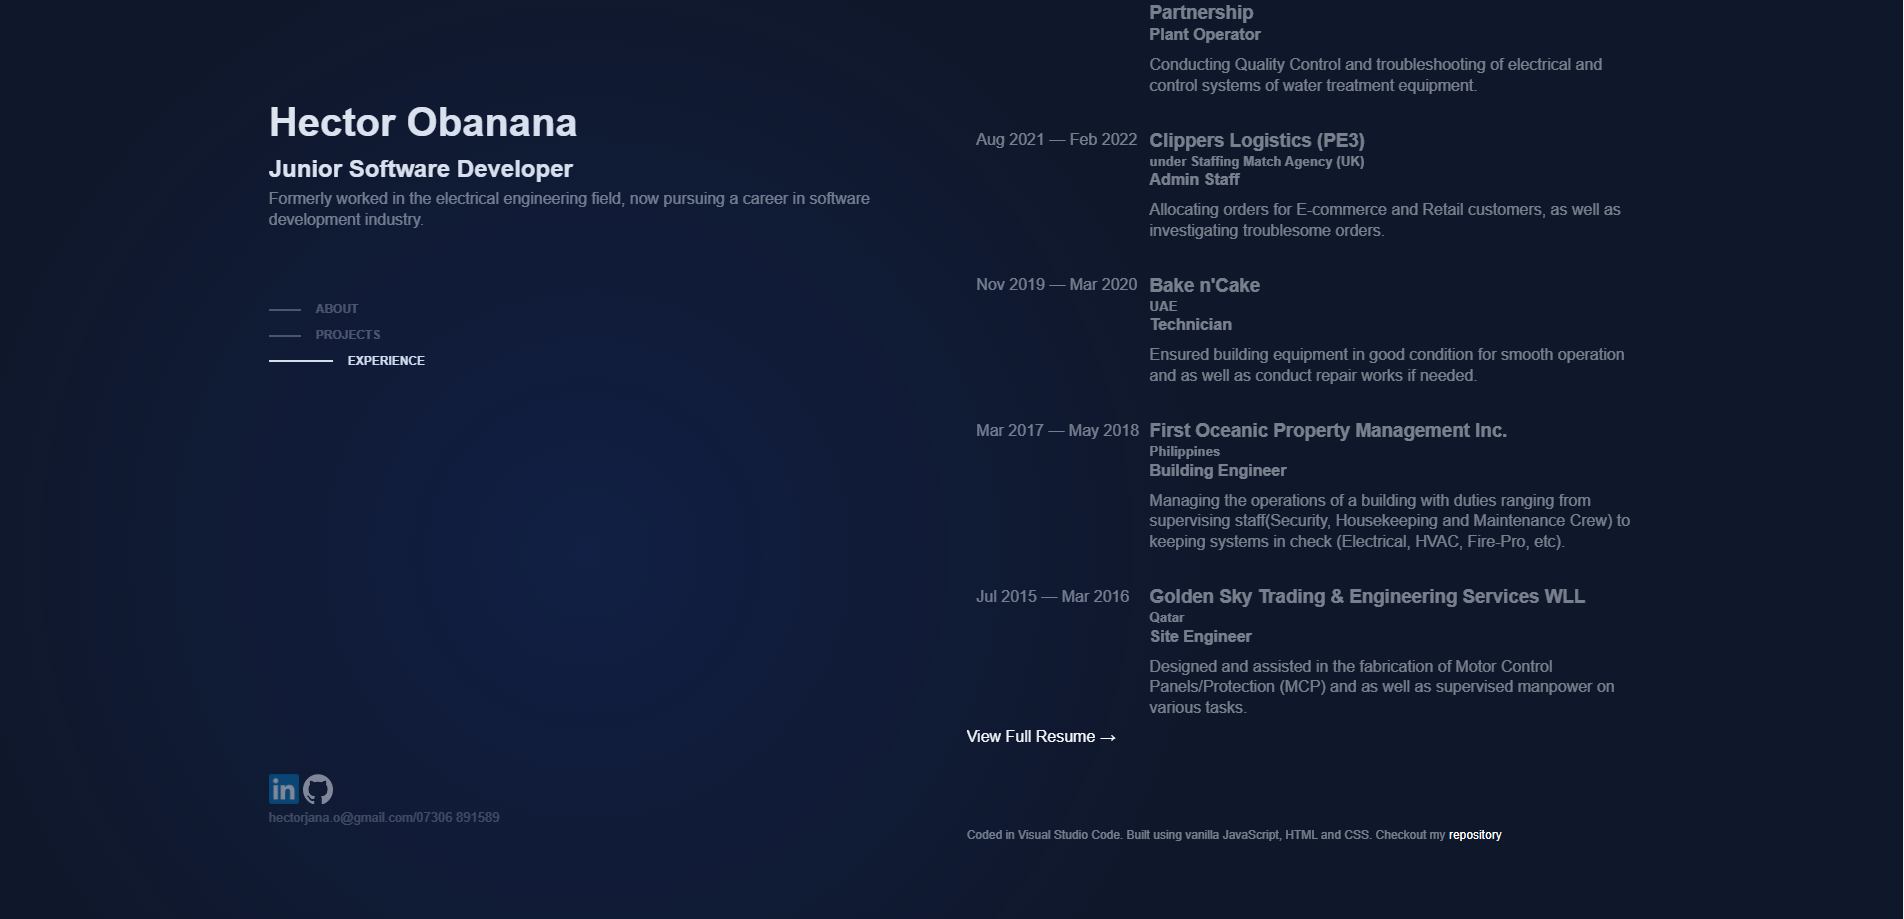 Hector Obanana
Junior Software Developer
Formerly worked in the electrical engineering field, now pursuing a career in software
development industry.
ABOUT
PROJECTS
EXPERIENCE
in
hectorjana.o@gmail.com/07306 891589
Partnership
Plant Operator
Conducting Quality Control and troubleshooting of electrical and
control systems of water treatment equipment.
Aug 2021 — Feb 2022
Clippers Logistics (PE3)
under Staffing Match Agency (UK)
Admin Staff
Allocating orders for E-commerce and Retail customers, as well as
investigating troublesome orders.
Nov 2019 — Mar 2020
Bake n'Cake
UAE
Technician
Ensured building equipment in good condition for smooth operation
and as well as conduct repair works if needed.
Mar 2017 — May 2018
First Oceanic Property Management Inc.
Philippines
Building Engineer
Managing the operations of a building with duties ranging from
supervising staff(Security, Housekeeping and Maintenance Crew) to
keeping systems in check (Electrical, HVAC, Fire-Pro, etc).
Jul 2015 — Mar 2016
Golden Sky Trading & Engineering Services WLL
Qatar
Site Engineer
Designed and assisted in the fabrication of Motor Control
Panels/Protection (MCP) and as well as supervised manpower on
various tasks.
View Full Resume →
Coded in Visual Studio Code. Built using vanilla JavaScript, HTML and CSS. Checkout my repository